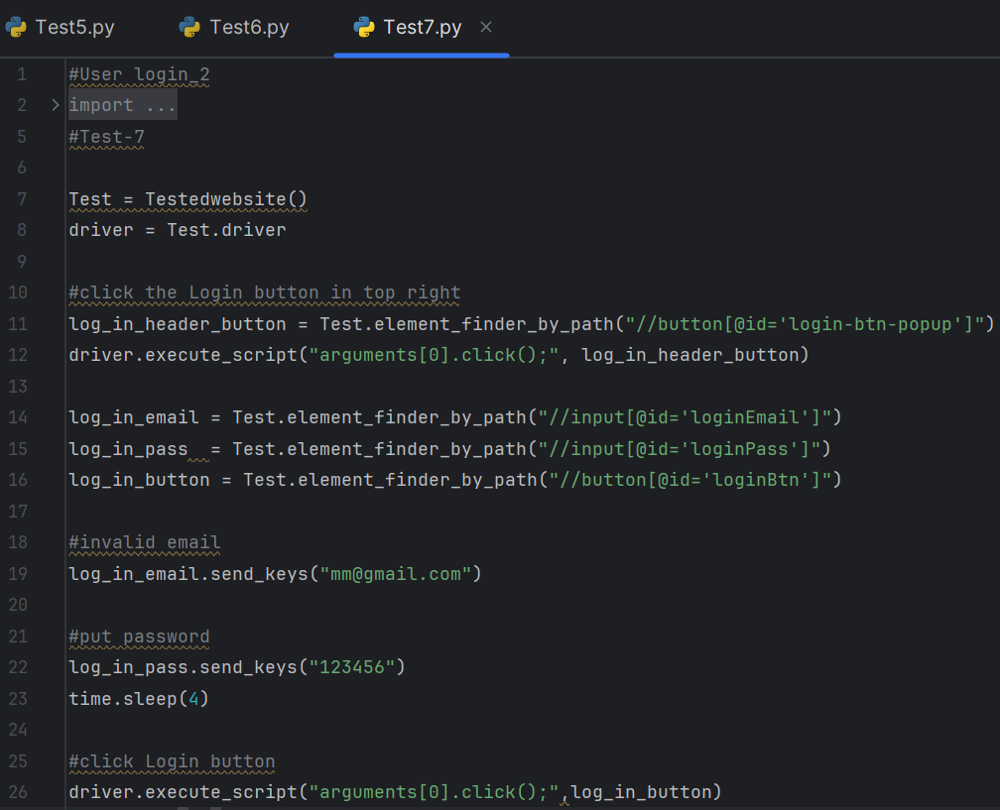 Test5.py Test6.py Test7.py
1 #User login_2
2 import ...
5 #Test-7
6
7 Test = Testedwebsite()
8 driver = Test.driver
9
10 #click the Login button in top right
11 log_in_header_button = Test.element_finder_by_path("//button[@id='login-btn-popup']")
12 driver.execute_script("arguments[0].click();", log_in_header_button)
13
14 log_in_email = Test.element_finder_by_path("//input[@id='loginEmail']")
15 log_in_pass  = Test.element_finder_by_path("//input[@id='loginPass']")
16 log_in_button = Test.element_finder_by_path("//button[@id='loginBtn']")
17
18 #invalid email
19 log_in_email.send_keys("mm@gmail.com")
20
21 #put password
22 log_in_pass.send_keys("123456")
23 time.sleep(4)
24
25 #click Login button
26 driver.execute_script("arguments[0].click();",log_in_button)